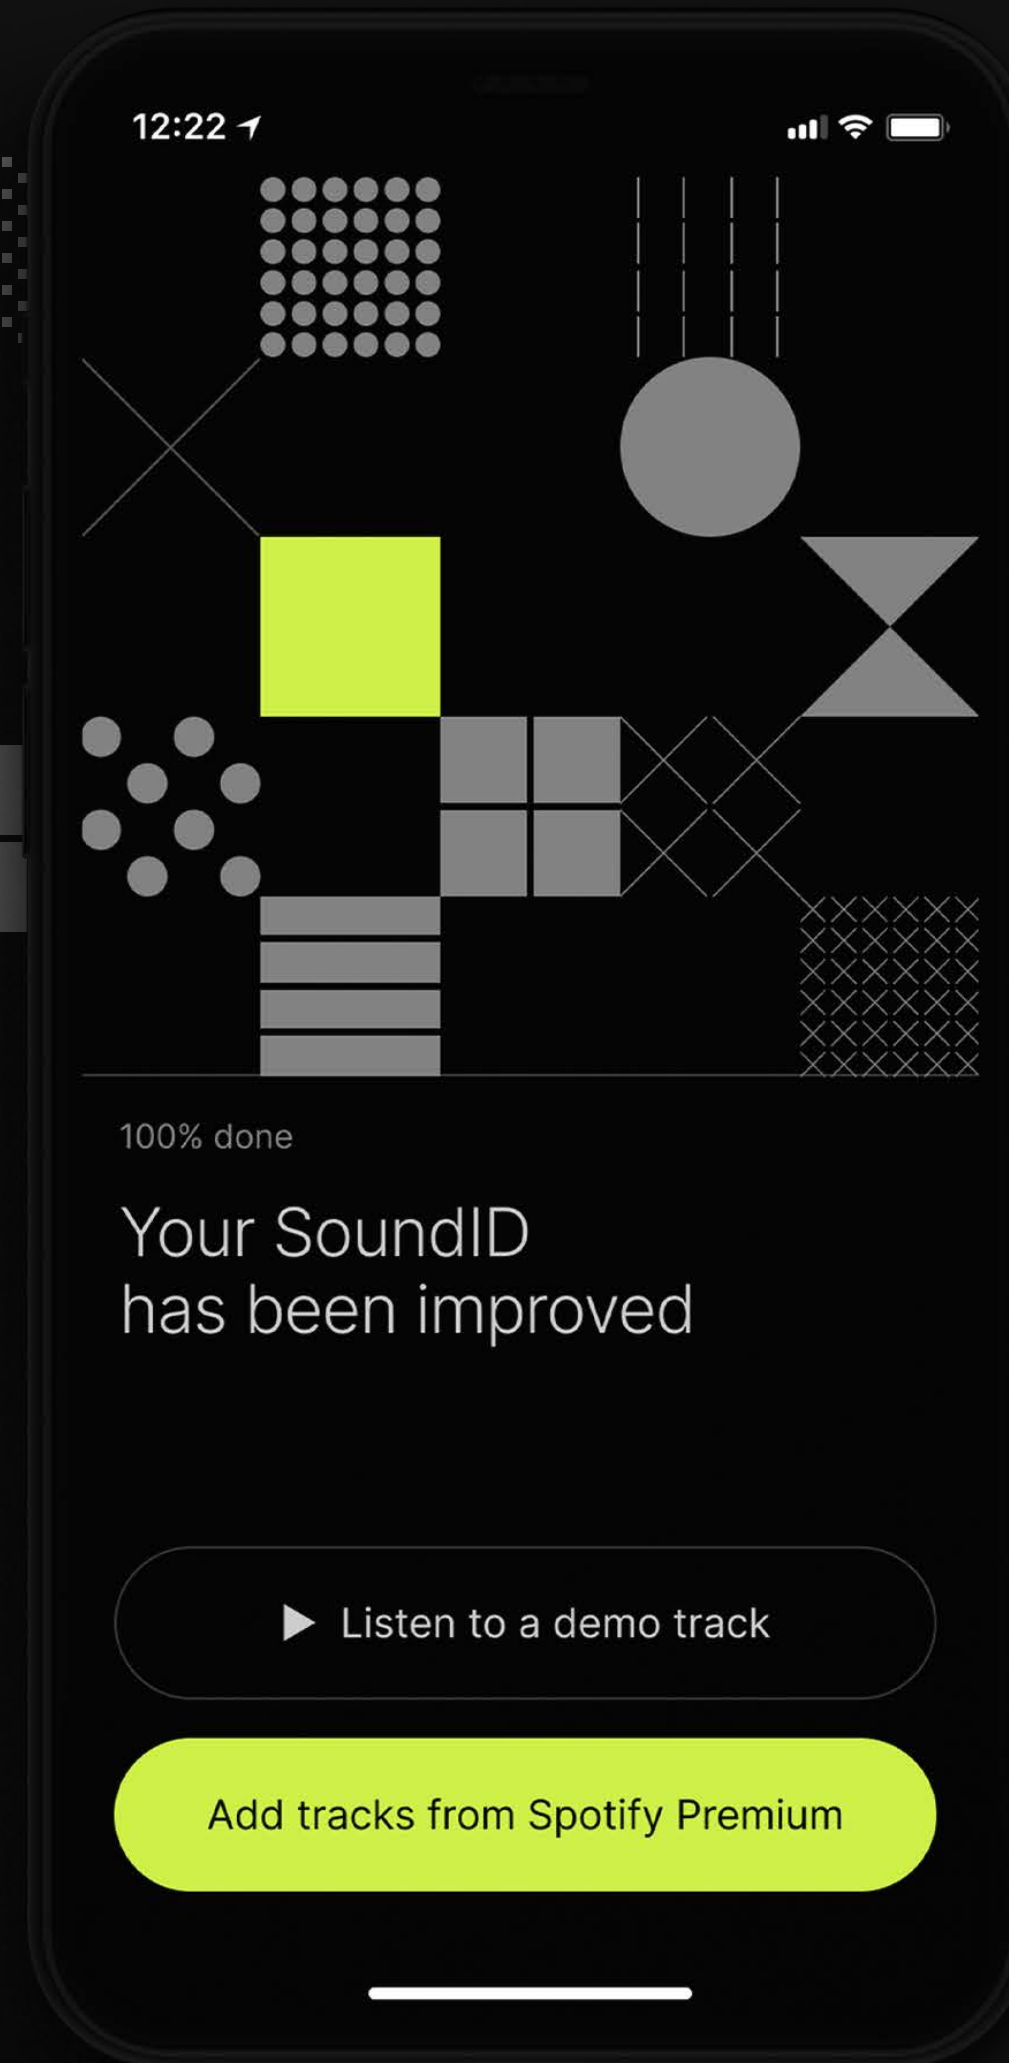 12:22
100% done
Your SoundID
has been improved
Listen to a demo track
Add tracks from Spotify Premium